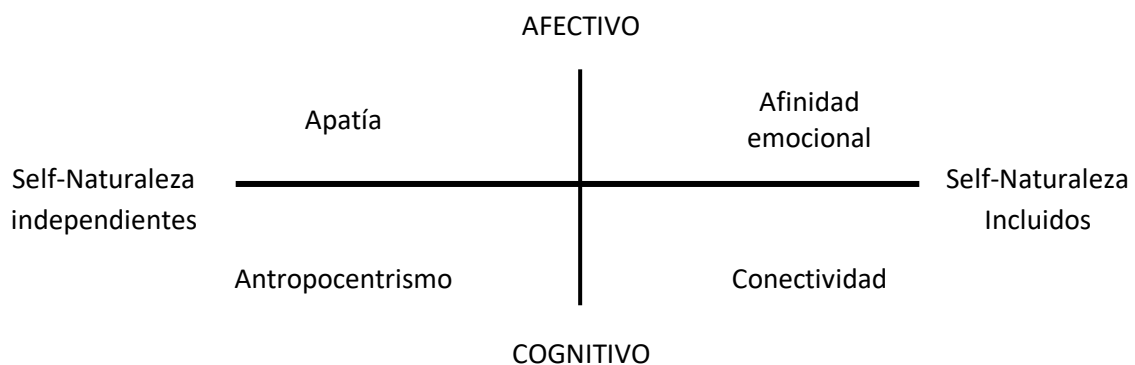 AFECTIVO
Apatía
Afinidad
emocional
Self-Naturaleza
independientes
Self-Naturaleza
Incluidos
Antropocentrismo
Conectividad
COGNITIVO